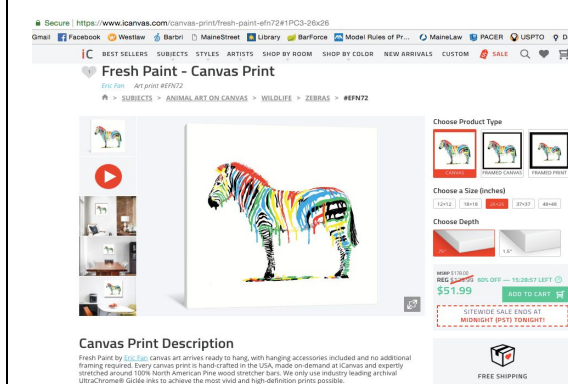 Secure | https://www.icanvas.com/canvas-print/fresh-paint-efn72#1PC3-26x26
Gmail Facebook Westlaw Barbri MaineStreet Library BarForce Model Rules of Pr... MaineLaw PACER USPTO D
iC BEST SELLERS SUBJECTS STYLES ARTISTS SHOP BY ROOM SHOP BY COLOR NEW ARRIVALS CUSTOM SALE
Fresh Paint - Canvas Print
Eric Fan Art print #EFN72
> SUBJECTS > ANIMAL ART ON CANVAS > WILDLIFE > ZEBRAS > #EFN72
Choose Product Type
CANVAS FRAMED CANVAS FRAMED PRINT
Choose a Size (inches)
12x12 18x18 26x26 37x37 48x48
Choose Depth
.75" 1.5"
MSRP $178.00
REG $129.99 60% OFF — 15:28:57 LEFT
$51.99 ADD TO CART
SITEWIDE SALE ENDS AT
MIDNIGHT (PST) TONIGHT!
FREE SHIPPING
Canvas Print Description
Fresh Paint by Eric Fan canvas art arrives ready to hang, with hanging accessories included and no additional
framing required. Every canvas print is hand-crafted in the USA, made on-demand at iCanvas and expertly
stretched around 100% North American Pine wood stretcher bars. We only use industry leading archival
UltraChrome® Giclée inks to achieve the most vivid and high-definition prints possible.